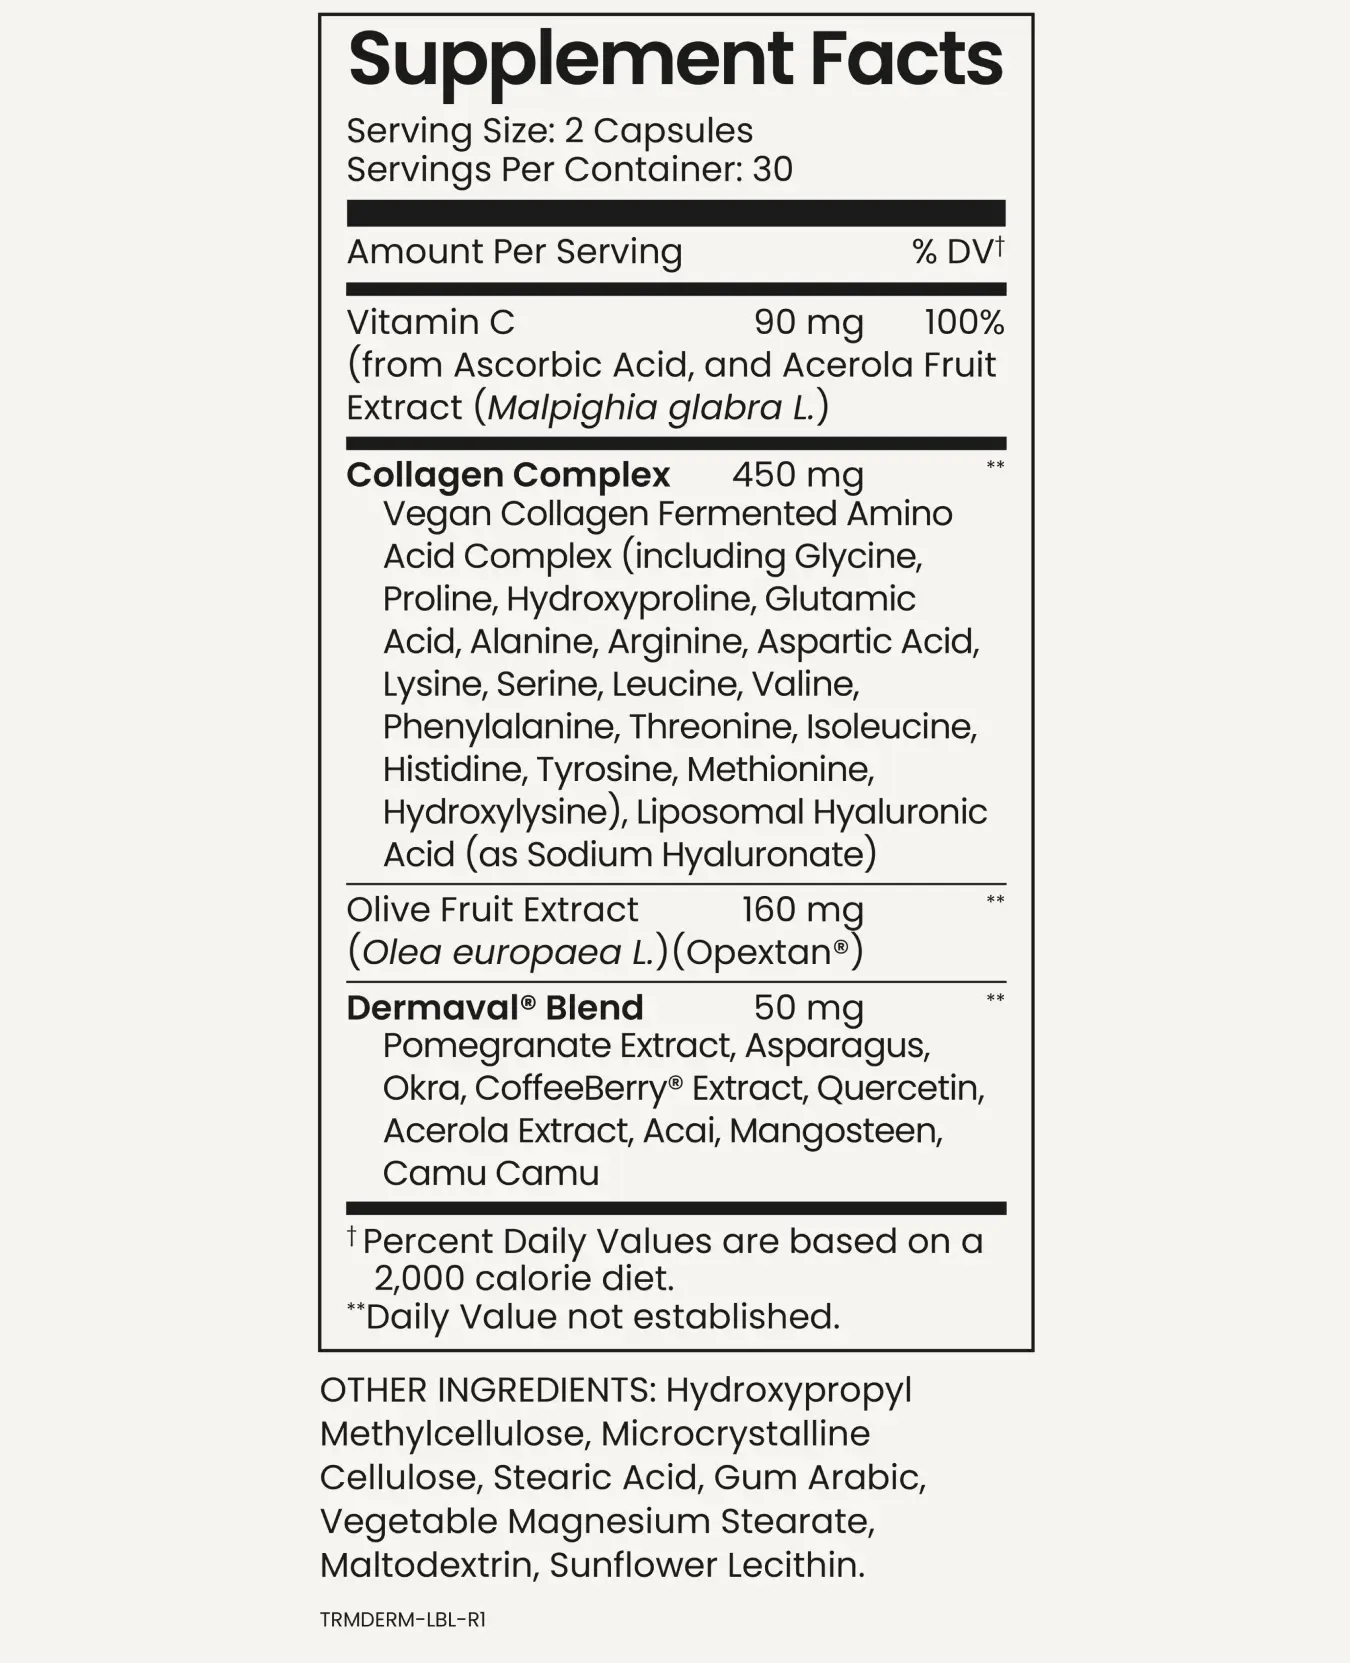 Supplement Facts
Serving Size: 2 Capsules
Servings Per Container: 30
Amount Per Serving % DV†
Vitamin C 90 mg 100%
(from Ascorbic Acid, and Acerola Fruit
Extract (Malpighia glabra L.)
Collagen Complex 450 mg **
Vegan Collagen Fermented Amino
Acid Complex (including Glycine,
Proline, Hydroxyproline, Glutamic
Acid, Alanine, Arginine, Aspartic Acid,
Lysine, Serine, Leucine, Valine,
Phenylalanine, Threonine, Isoleucine,
Histidine, Tyrosine, Methionine,
Hydroxylysine), Liposomal Hyaluronic
Acid (as Sodium Hyaluronate)
Olive Fruit Extract 160 mg **
(Olea europaea L.)(Opextan®)
Dermaval® Blend 50 mg **
Pomegranate Extract, Asparagus,
Okra, CoffeeBerry® Extract, Quercetin,
Acerola Extract, Acai, Mangosteen,
Camu Camu
† Percent Daily Values are based on a
2,000 calorie diet.
**Daily Value not established.
OTHER INGREDIENTS: Hydroxypropyl
Methylcellulose, Microcrystalline
Cellulose, Stearic Acid, Gum Arabic,
Vegetable Magnesium Stearate,
Maltodextrin, Sunflower Lecithin.
TRMDERM-LBL-R1